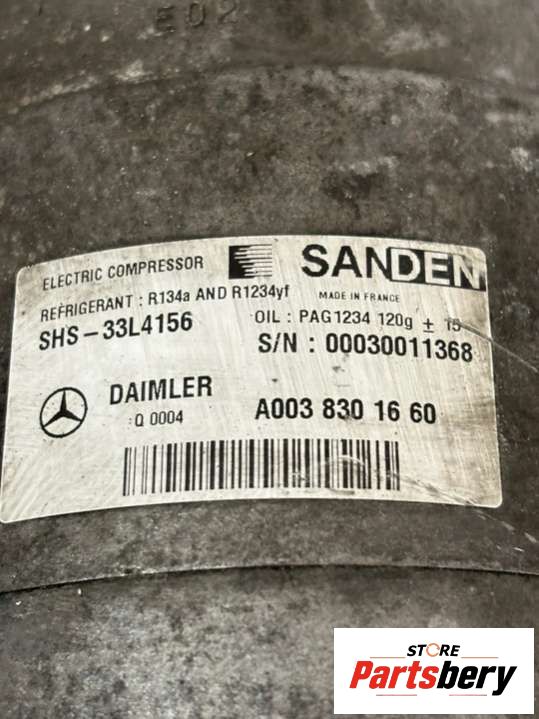 E02
ELECTRIC COMPRESSOR
SANDEN
REFRIGERANT : R134a AND R1234yf
MADE IN FRANCE
SHS-33L4156
OIL : PAG1234 120g ± 15
S/N : 00030011368
DAIMLER
:Q 0004
A003 830 16 60
STORE
Partsbery